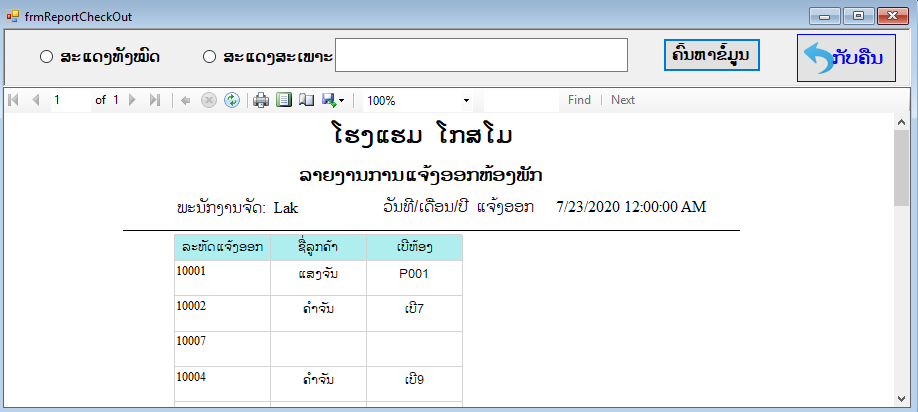 frmReportCheckOut
ສະແດງທັງໝົດ ສະແດງສະເພາະ ຄົ້ນຫາຂໍ້ມູນ ກັບຄືນ
1 of 1 100% Find | Next
ໂຮງແຮມ ໂກສໂມ
ລາຍງານການແຈ້ງອອກຫ້ອງພັກ
ພະນັກງານຈັດ: Lak ວັນທີ/ເດືອນ/ປີ ແຈ້ງອອກ 7/23/2020 12:00:00 AM
ລະຫັດແຈ້ງອອກ ຊື່ລູກຄ້າ ເບີຫ້ອງ
10001 ແສງຈັນ P001
10002 ຄຳຈັນ ເບີ7
10007
10004 ຄຳຈັນ ເບີ9